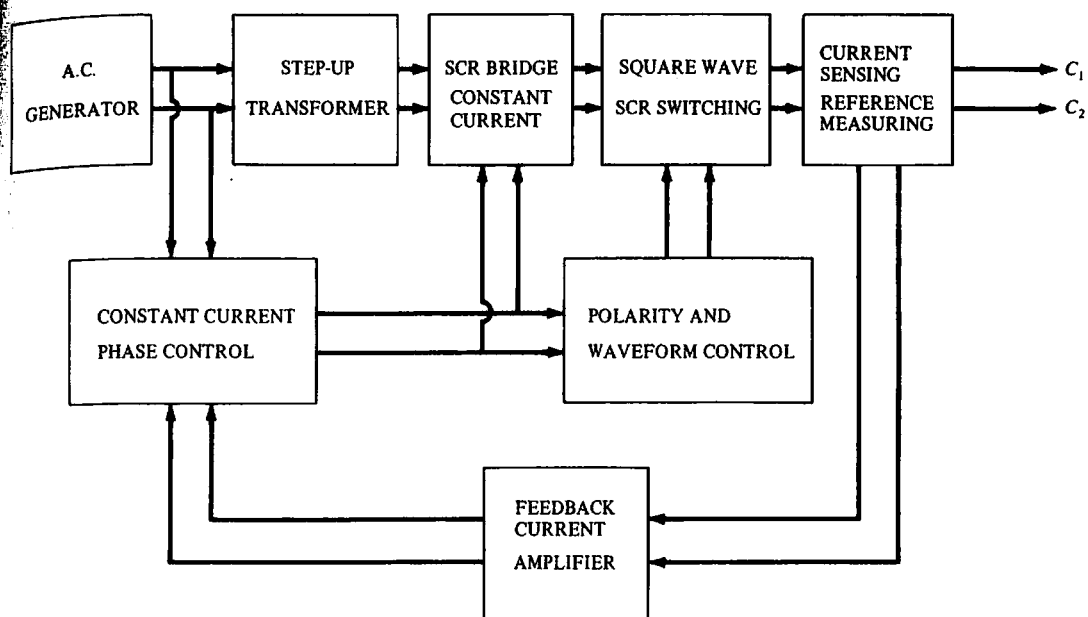 A.C.
GENERATOR
STEP-UP
TRANSFORMER
SCR BRIDGE
CONSTANT
CURRENT
SQUARE WAVE
SCR SWITCHING
CURRENT
SENSING
REFERENCE
MEASURING
C₁
C₂
CONSTANT CURRENT
PHASE CONTROL
POLARITY AND
WAVEFORM CONTROL
FEEDBACK
CURRENT
AMPLIFIER